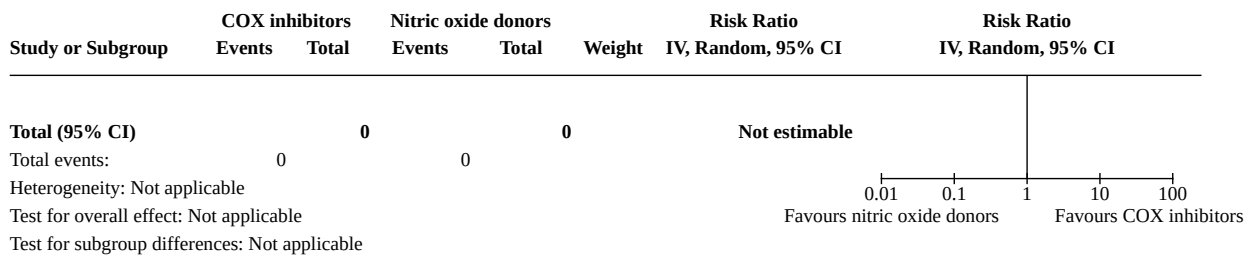 COX inhibitors Nitric oxide donors Risk Ratio Risk Ratio
Study or Subgroup Events Total Events Total Weight IV, Random, 95% CI IV, Random, 95% CI
Total (95% CI) 0 0 Not estimable
Total events: 0 0
Heterogeneity: Not applicable
0.01 0.1 1 10 100
Test for overall effect: Not applicable Favours nitric oxide donors Favours COX inhibitors
Test for subgroup differences: Not applicable